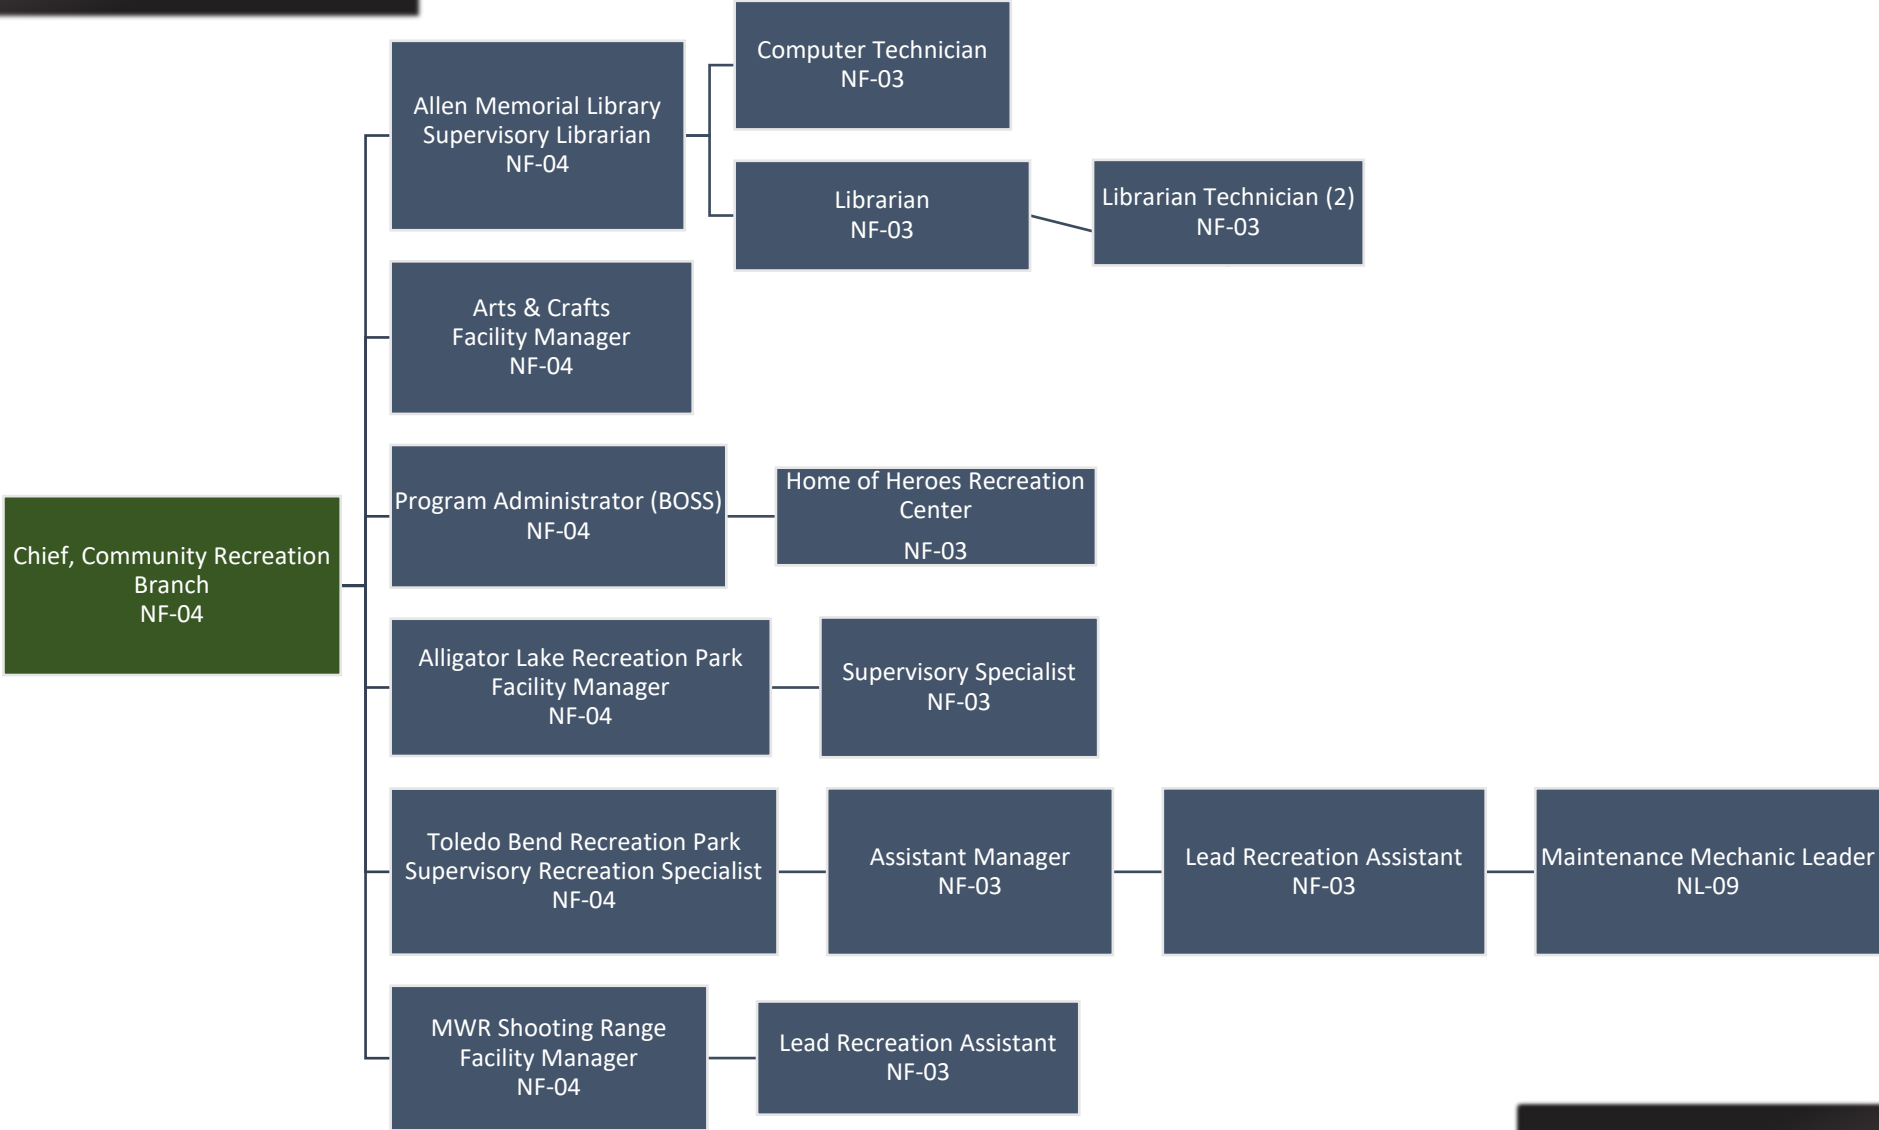 Chief, Community Recreation
Branch
NF-04
Allen Memorial Library
Supervisory Librarian
NF-04
Computer Technician
NF-03
Librarian
NF-03
Librarian Technician (2)
NF-03
Arts & Crafts
Facility Manager
NF-04
Program Administrator (BOSS)
NF-04
Home of Heroes Recreation
Center
NF-03
Alligator Lake Recreation Park
Facility Manager
NF-04
Supervisory Specialist
NF-03
Toledo Bend Recreation Park
Supervisory Recreation Specialist
NF-04
Assistant Manager
NF-03
Lead Recreation Assistant
NF-03
Maintenance Mechanic Leader
NL-09
MWR Shooting Range
Facility Manager
NF-04
Lead Recreation Assistant
NF-03